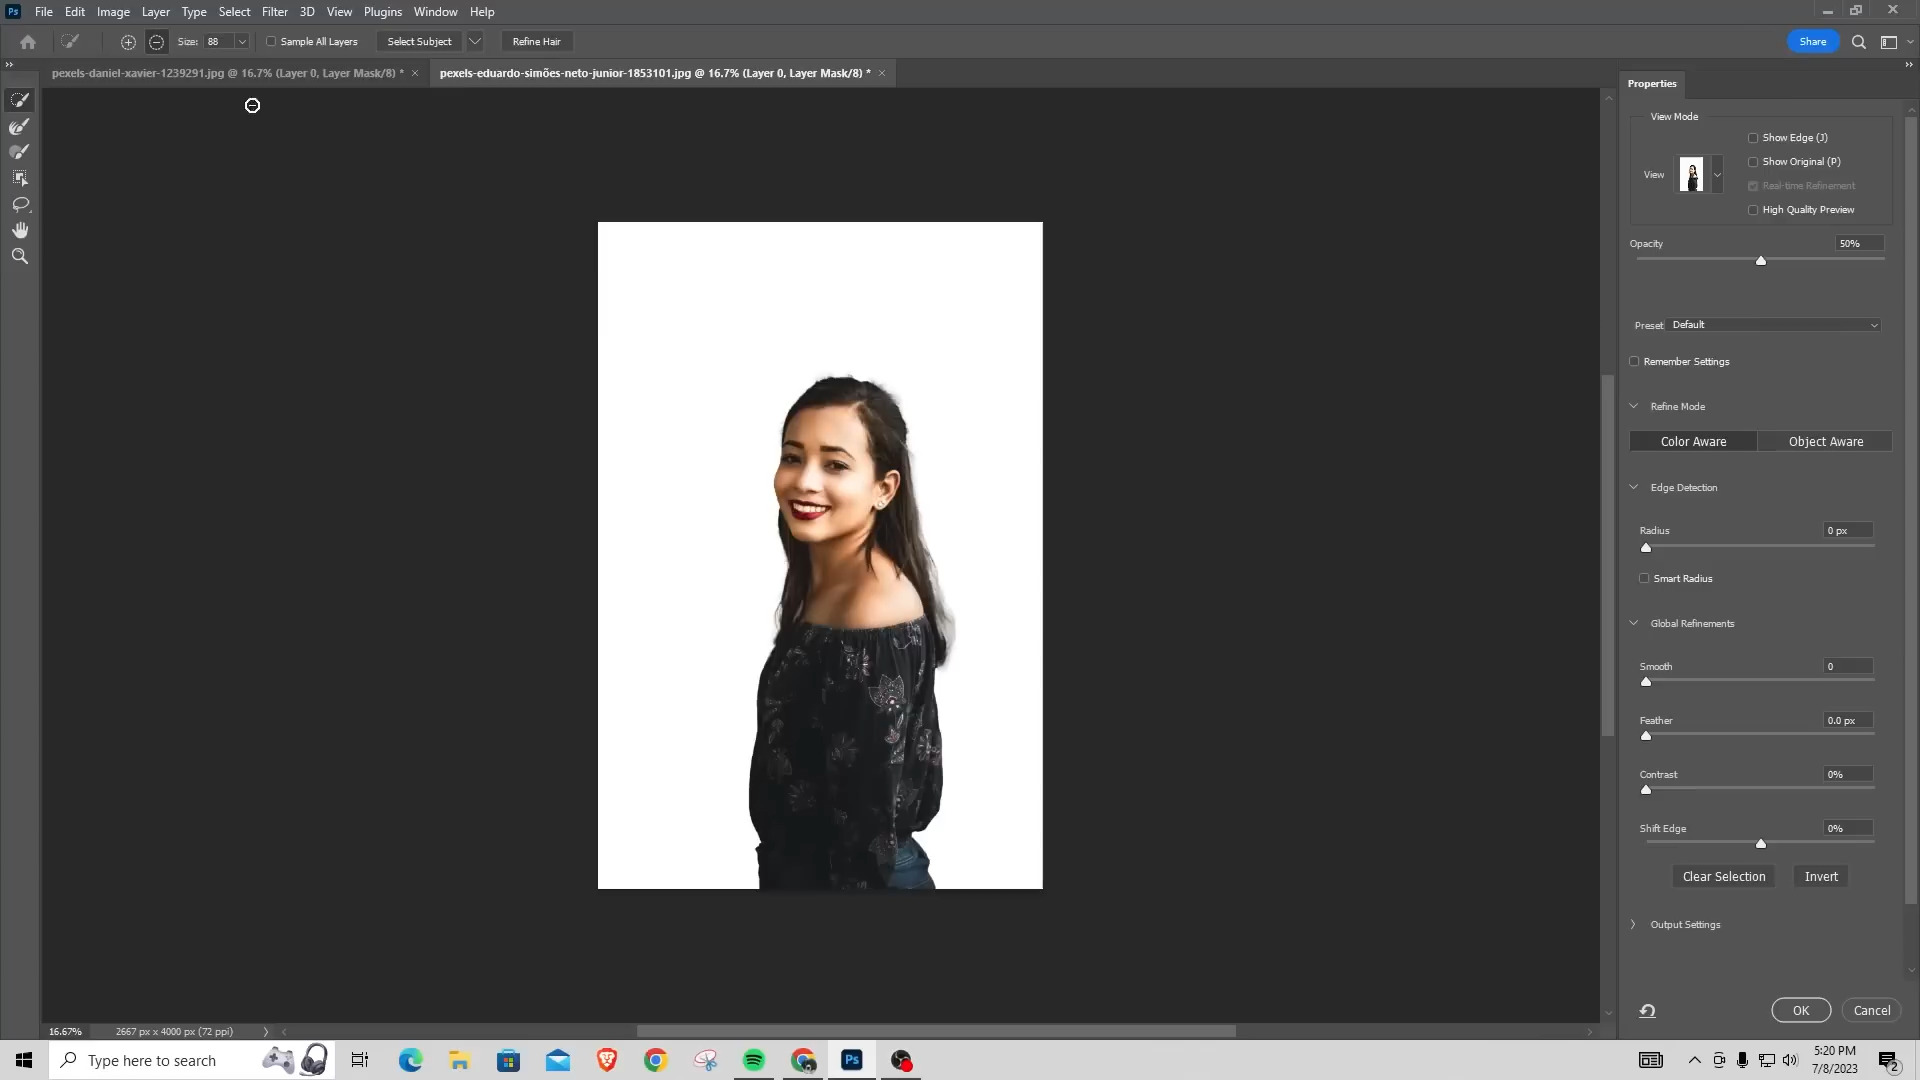 Ps File Edit Image Layer Type Select Filter 3D View Plugins Window Help
Size: 88 Sample All Layers Select Subject Refine Hair Share
pexels-daniel-xavier-1239291.jpg @ 16.7% (Layer 0, Layer Mask/8) * × pexels-eduardo-simões-neto-junior-1853101.jpg @ 16.7% (Layer 0, Layer Mask/8) * ×
Properties
View Mode
Show Edge (J)
Show Original (P)
View
Real-time Refinement
High Quality Preview
Opacity 50%
Preset Default
Remember Settings
Refine Mode
Color Aware Object Aware
Edge Detection
Radius 0 px
Smart Radius
Global Refinements
Smooth 0
Feather 0.0 px
Contrast 0%
Shift Edge 0%
Clear Selection Invert
Output Settings
OK Cancel
16.67% 2667 px x 4000 px (72 ppi)
Type here to search
Ps
5:20 PM
7/8/2023
2